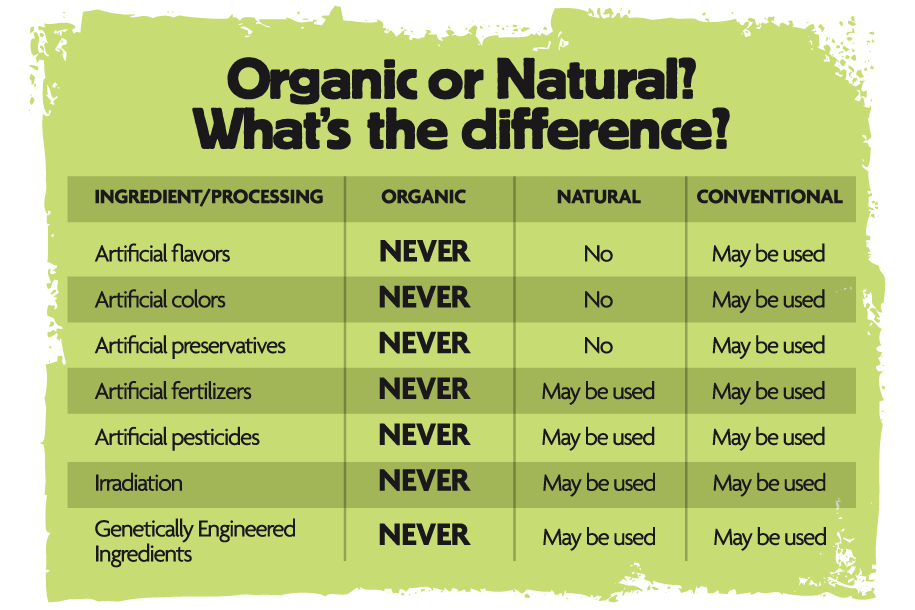 Organic or Natural?
What's the difference?
INGREDIENT/PROCESSING ORGANIC NATURAL CONVENTIONAL
Artificial flavors NEVER No May be used
Artificial colors NEVER No May be used
Artificial preservatives NEVER No May be used
Artificial fertilizers NEVER May be used May be used
Artificial pesticides NEVER May be used May be used
Irradiation NEVER May be used May be used
Genetically Engineered
Ingredients NEVER May be used May be used